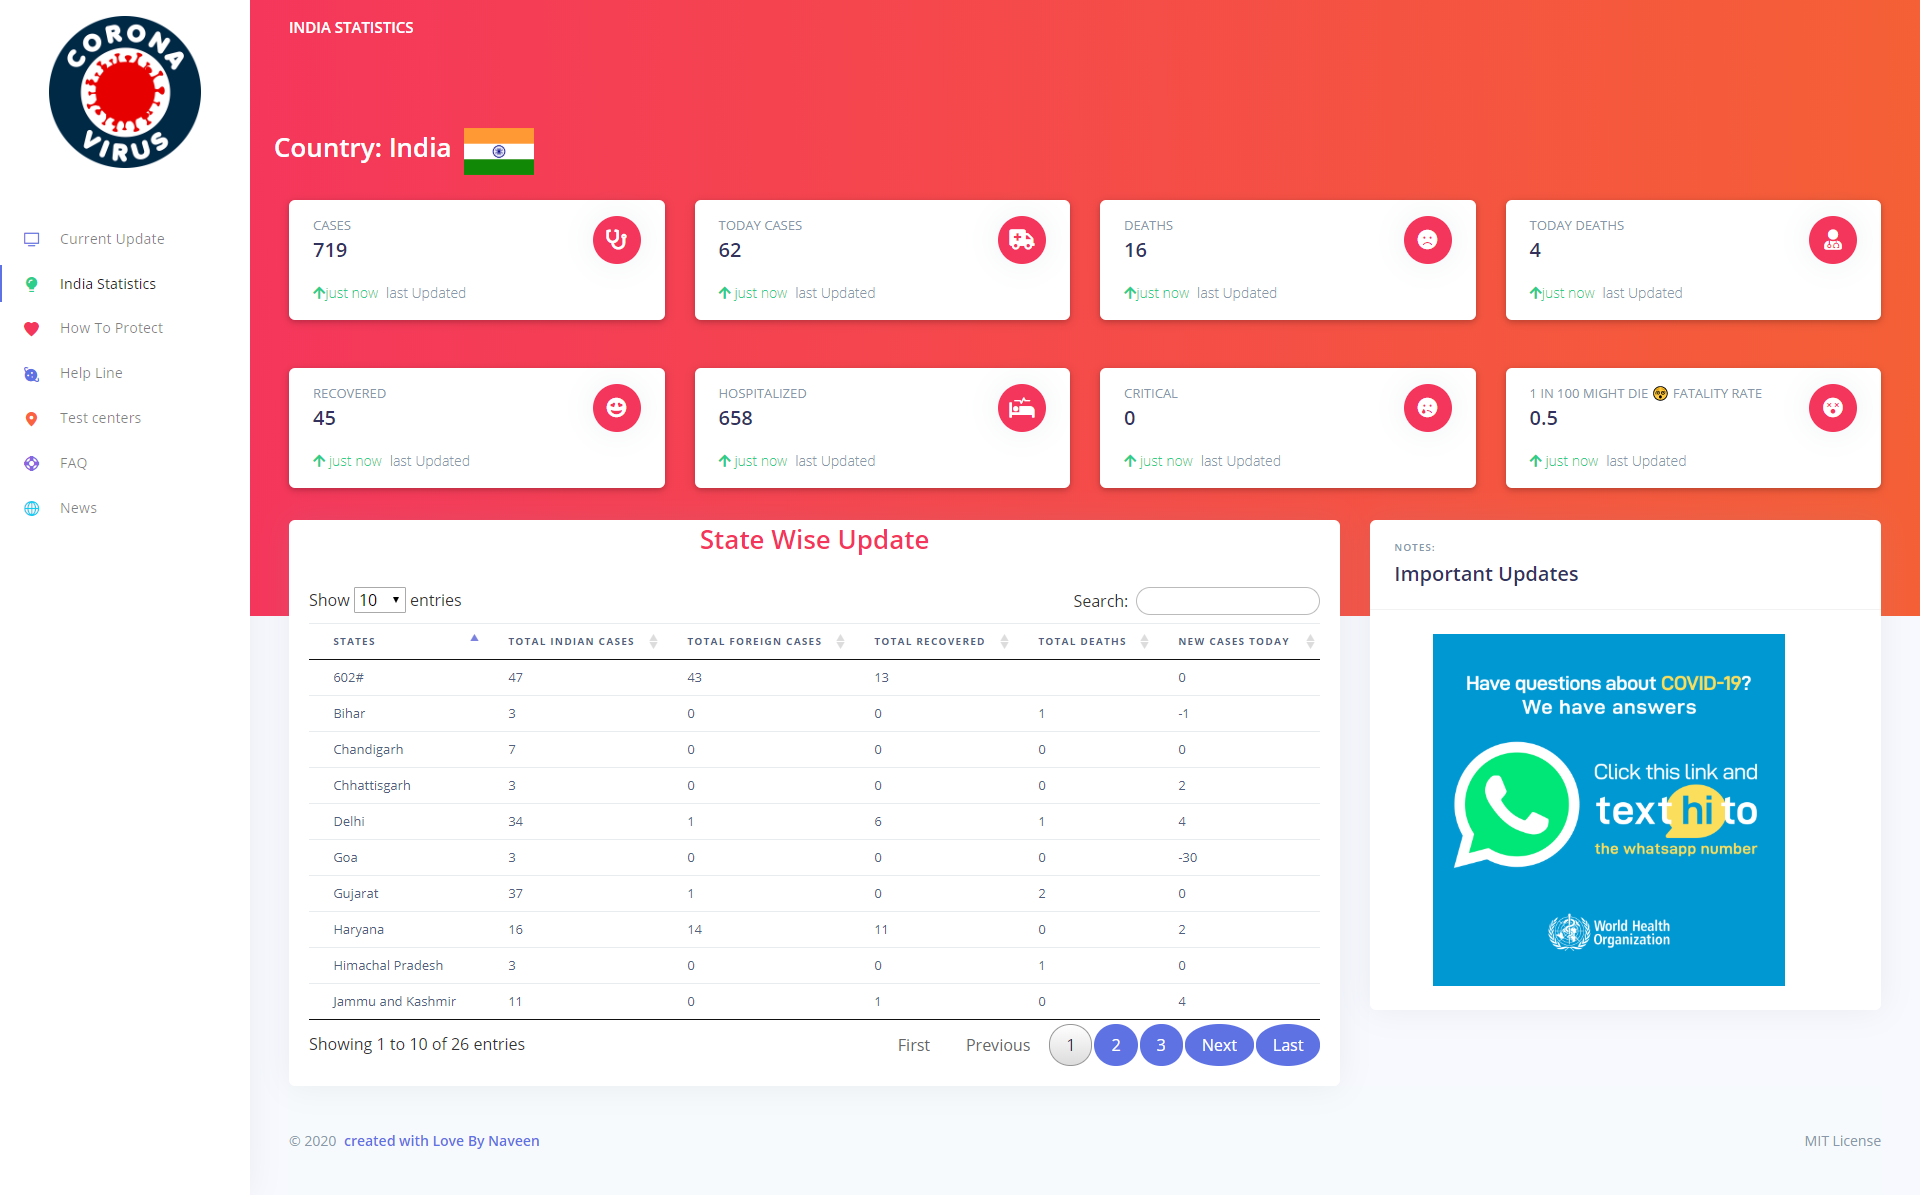 CORONA
VIRUS
Current Update
India Statistics
How To Protect
Help Line
Test centers
FAQ
News
INDIA STATISTICS
Country: India
CASES
719
just now last Updated
TODAY CASES
62
just now last Updated
DEATHS
16
just now last Updated
TODAY DEATHS
4
just now last Updated
RECOVERED
45
just now last Updated
HOSPITALIZED
658
just now last Updated
CRITICAL
0
just now last Updated
1 IN 100 MIGHT DIE 😲 FATALITY RATE
0.5
just now last Updated
State Wise Update
Show 10 entries
Search:
STATES TOTAL INDIAN CASES TOTAL FOREIGN CASES TOTAL RECOVERED TOTAL DEATHS NEW CASES TODAY
602# 47 43 13 0
Bihar 3 0 0 1 -1
Chandigarh 7 0 0 0 0
Chhattisgarh 3 0 0 0 2
Delhi 34 1 6 1 4
Goa 3 0 0 0 -30
Gujarat 37 1 0 2 0
Haryana 16 14 11 0 2
Himachal Pradesh 3 0 0 1 0
Jammu and Kashmir 11 0 1 0 4
Showing 1 to 10 of 26 entries
First Previous 1 2 3 Next Last
NOTES:
Important Updates
Have questions about COVID-19?
We have answers
Click this link and
text hi to
the whatsapp number
World Health
Organization
© 2020 created with Love By Naveen
MIT License